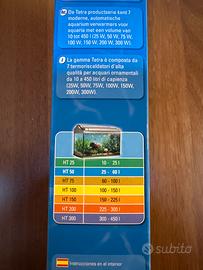 De Tetra productserie kent 7
moderne, automatische
aquarium verwarmers voor
aquaria met een volume van
10 tot 450 l (25 W, 50 W, 75 W,
100 W, 150 W, 200 W, 300 W).
La gamma Tetra è composta da
7 termoriscaldatori d'alta
qualità per acquari ornamentali
da 10 a 450 litri di capienza
(25W, 50W, 75W, 100W, 150W,
200W, 300W).
HT 25 10 - 25 l
HT 50 25 - 60 l
HT 75 60 - 100 l
HT 100 100 - 150 l
HT 150 150 - 225 l
HT 200 225 - 300 l
HT 300 300 - 450 l
Instrucciones en el interior
subito